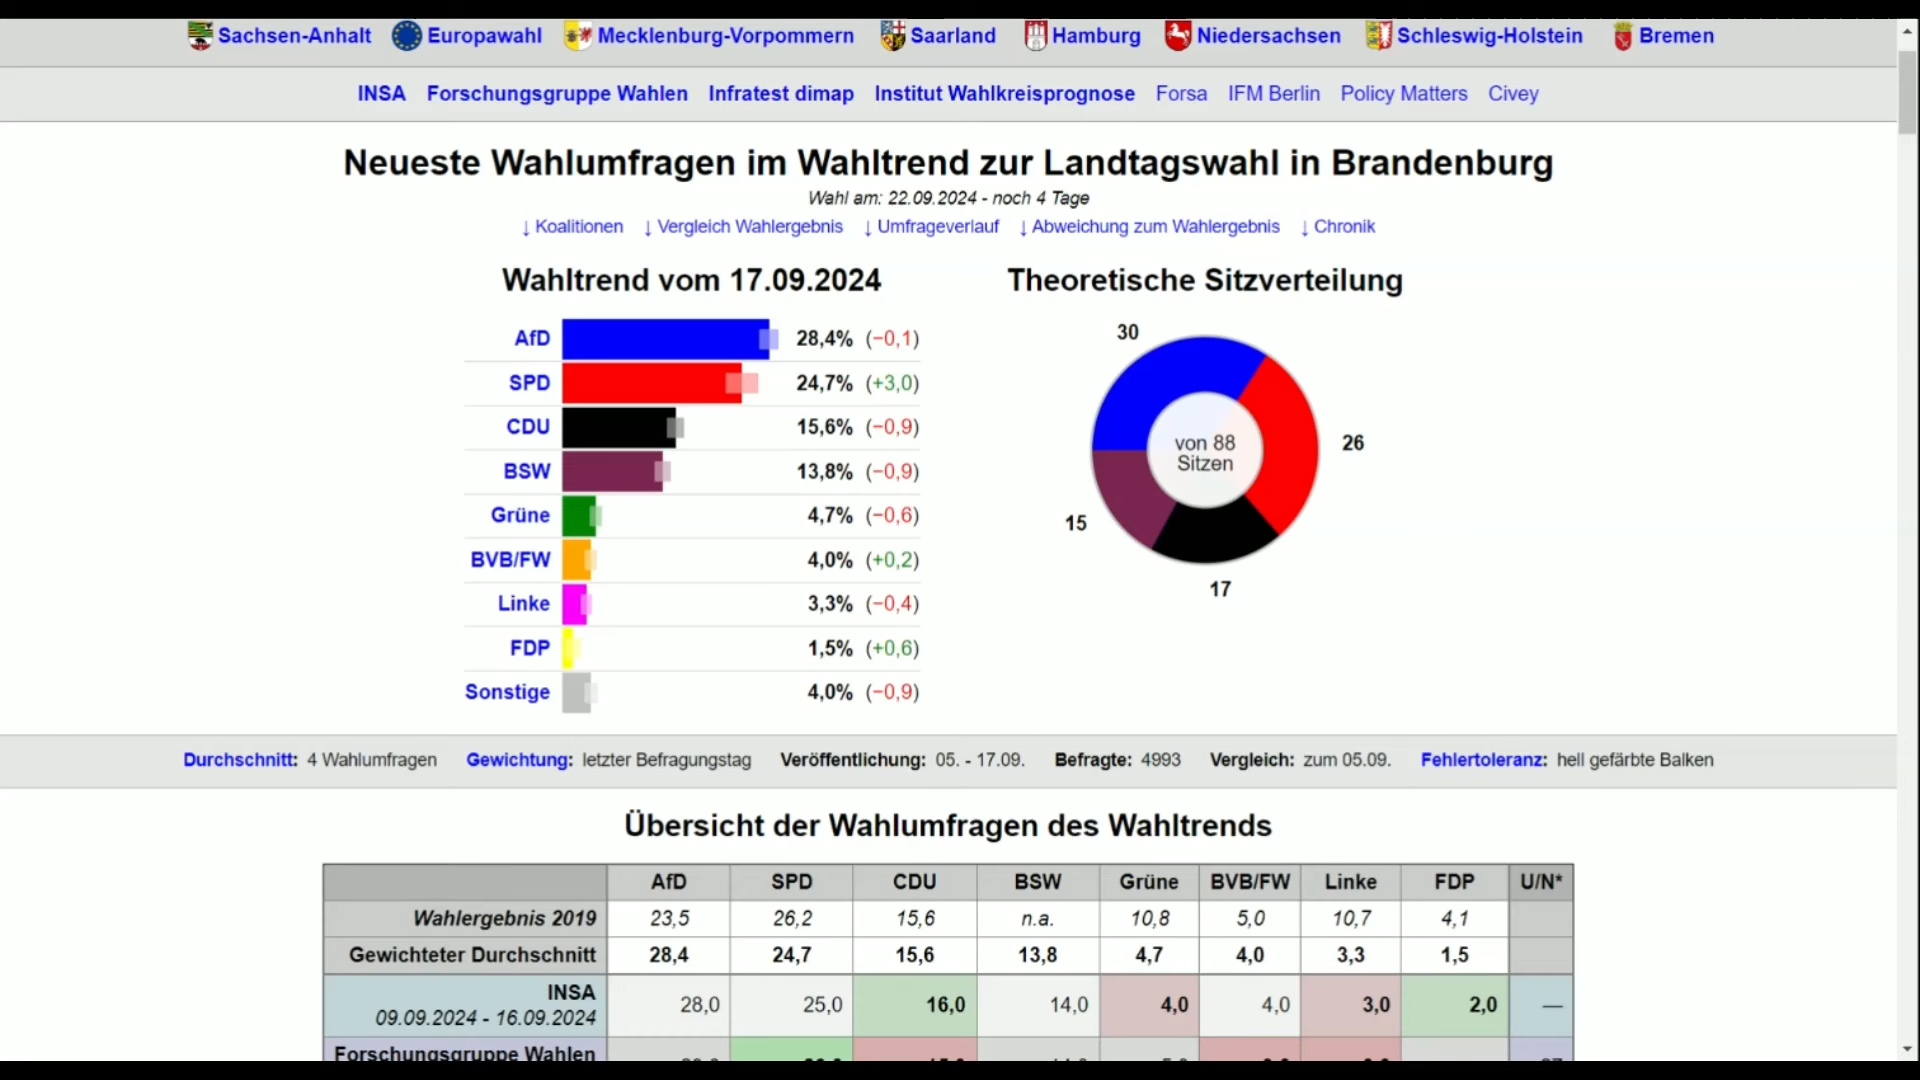 Sachsen-Anhalt Europawahl Mecklenburg-Vorpommern Saarland Hamburg Niedersachsen Schleswig-Holstein Bremen
INSA Forschungsgruppe Wahlen Infratest dimap Institut Wahlkreisprognose Forsa IFM Berlin Policy Matters Civey
Neueste Wahlumfragen im Wahltrend zur Landtagswahl in Brandenburg
Wahl am: 22.09.2024 - noch 4 Tage
↓ Koalitionen ↓ Vergleich Wahlergebnis ↓ Umfrageverlauf ↓ Abweichung zum Wahlergebnis ↓ Chronik
Wahltrend vom 17.09.2024
AfD 28,4% (−0,1)
SPD 24,7% (+3,0)
CDU 15,6% (−0,9)
BSW 13,8% (−0,9)
Grüne 4,7% (−0,6)
BVB/FW 4,0% (+0,2)
Linke 3,3% (−0,4)
FDP 1,5% (+0,6)
Sonstige 4,0% (−0,9)
Theoretische Sitzverteilung
30
26
von 88
Sitzen
15
17
Durchschnitt: 4 Wahlumfragen Gewichtung: letzter Befragungstag Veröffentlichung: 05. - 17.09. Befragte: 4993 Vergleich: zum 05.09. Fehlertoleranz: hell gefärbte Balken
Übersicht der Wahlumfragen des Wahltrends
AfD SPD CDU BSW Grüne BVB/FW Linke FDP U/N*
Wahlergebnis 2019 23,5 26,2 15,6 n.a. 10,8 5,0 10,7 4,1
Gewichteter Durchschnitt 28,4 24,7 15,6 13,8 4,7 4,0 3,3 1,5
INSA
09.09.2024 - 16.09.2024 28,0 25,0 16,0 14,0 4,0 4,0 3,0 2,0 —
Forschungsgruppe Wahlen